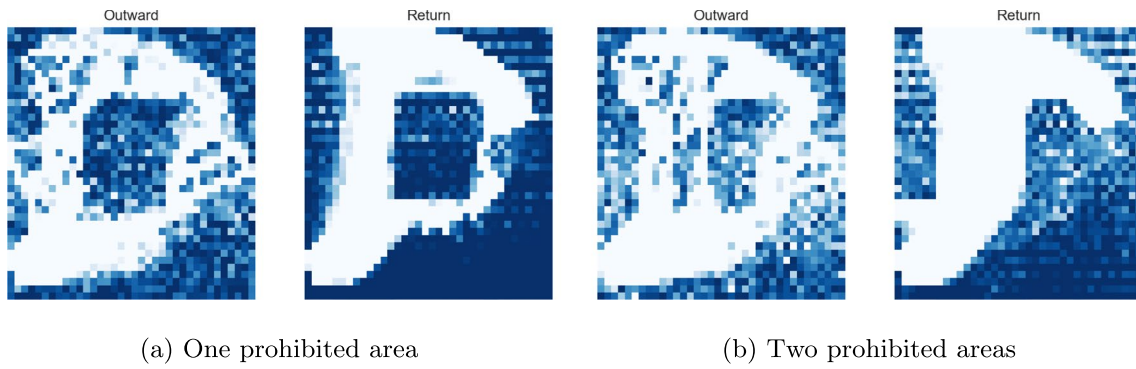 Outward
Return
Outward
Return
(a) One prohibited area
(b) Two prohibited areas